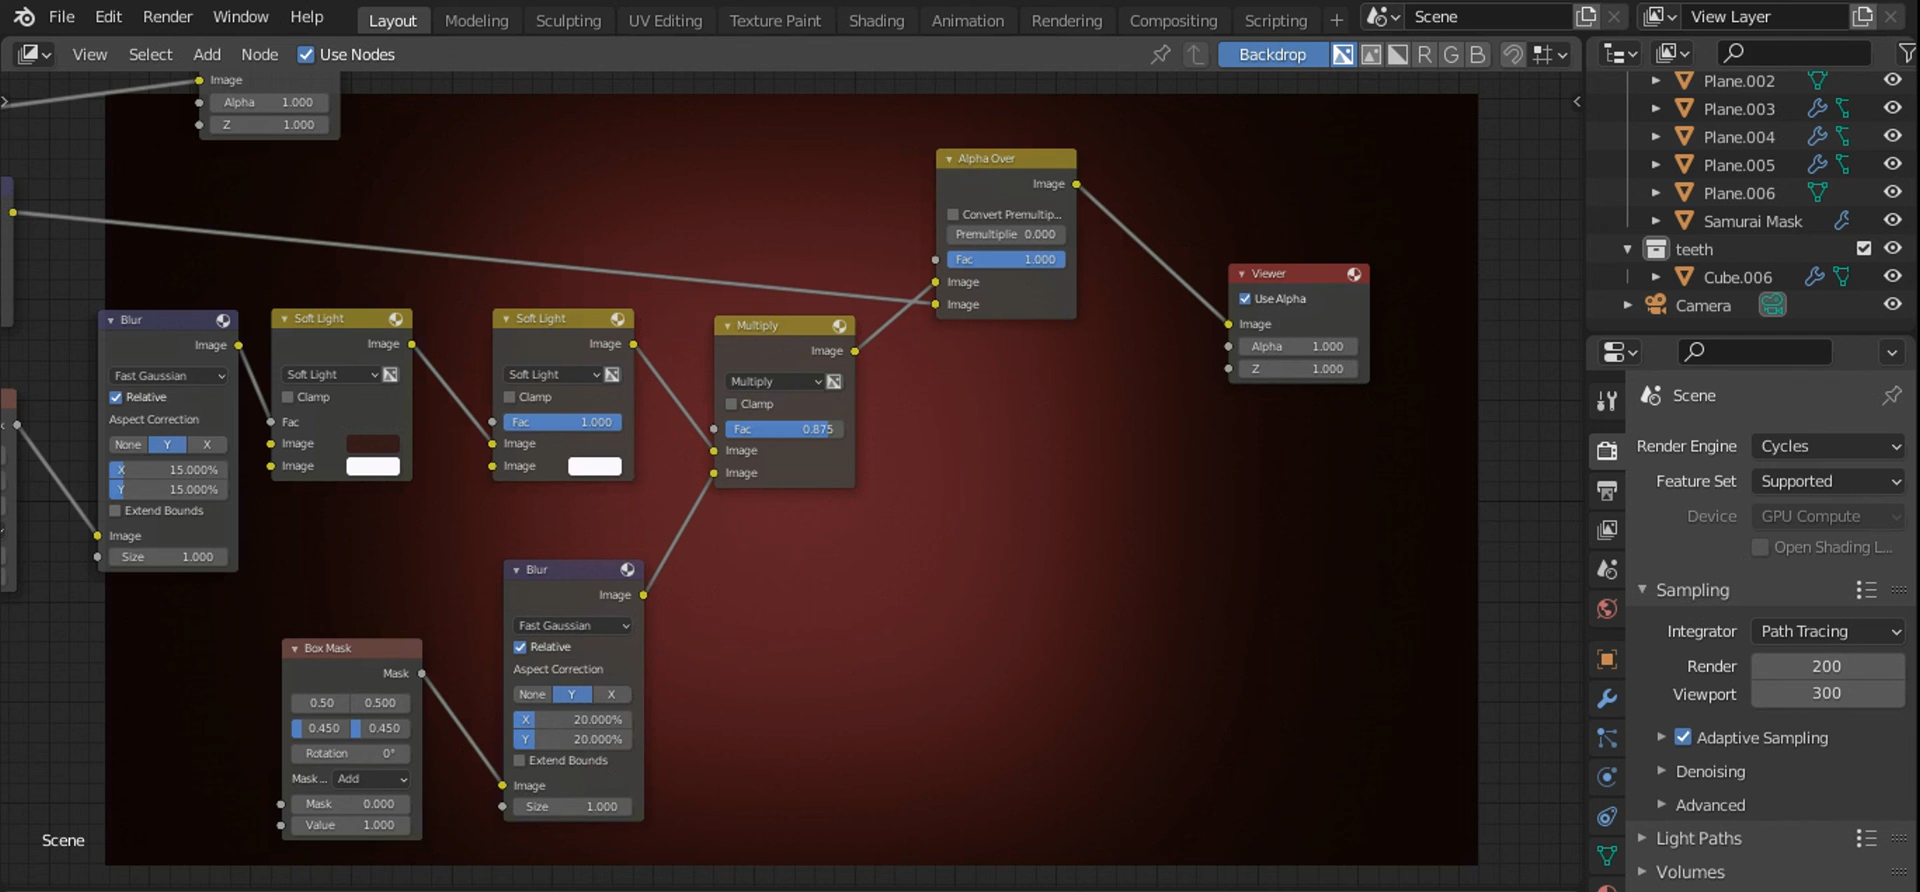 File Edit Render Window Help Layout Modeling Sculpting UV Editing Texture Paint Shading Animation Rendering Compositing Scripting + Scene View Layer
View Select Add Node Use Nodes Backdrop R G B
Image
Alpha 1.000
Z 1.000
Alpha Over
Image
Convert Premultip...
Premultiplie 0.000
Fac 1.000
Image
Image
Viewer
Use Alpha
Image
Alpha 1.000
Z 1.000
Blur
Image
Fast Gaussian
Relative
Aspect Correction
None Y X
X 15.000%
Y 15.000%
Extend Bounds
Image
Size 1.000
Soft Light
Image
Soft Light
Clamp
Fac
Image
Image
Soft Light
Image
Soft Light
Clamp
Fac 1.000
Image
Image
Multiply
Image
Multiply
Clamp
Fac 0.875
Image
Image
Blur
Image
Fast Gaussian
Relative
Aspect Correction
None Y X
X 20.000%
Y 20.000%
Extend Bounds
Image
Size 1.000
Box Mask
Mask
0.50 0.500
0.450 0.450
Rotation 0°
Mask... Add
Mask 0.000
Value 1.000
Scene
Plane.002
Plane.003
Plane.004
Plane.005
Plane.006
Samurai Mask
teeth
Cube.006
Camera
Scene
Render Engine Cycles
Feature Set Supported
Device GPU Compute
Open Shading L...
Sampling
Integrator Path Tracing
Render 200
Viewport 300
Adaptive Sampling
Denoising
Advanced
Light Paths
Volumes